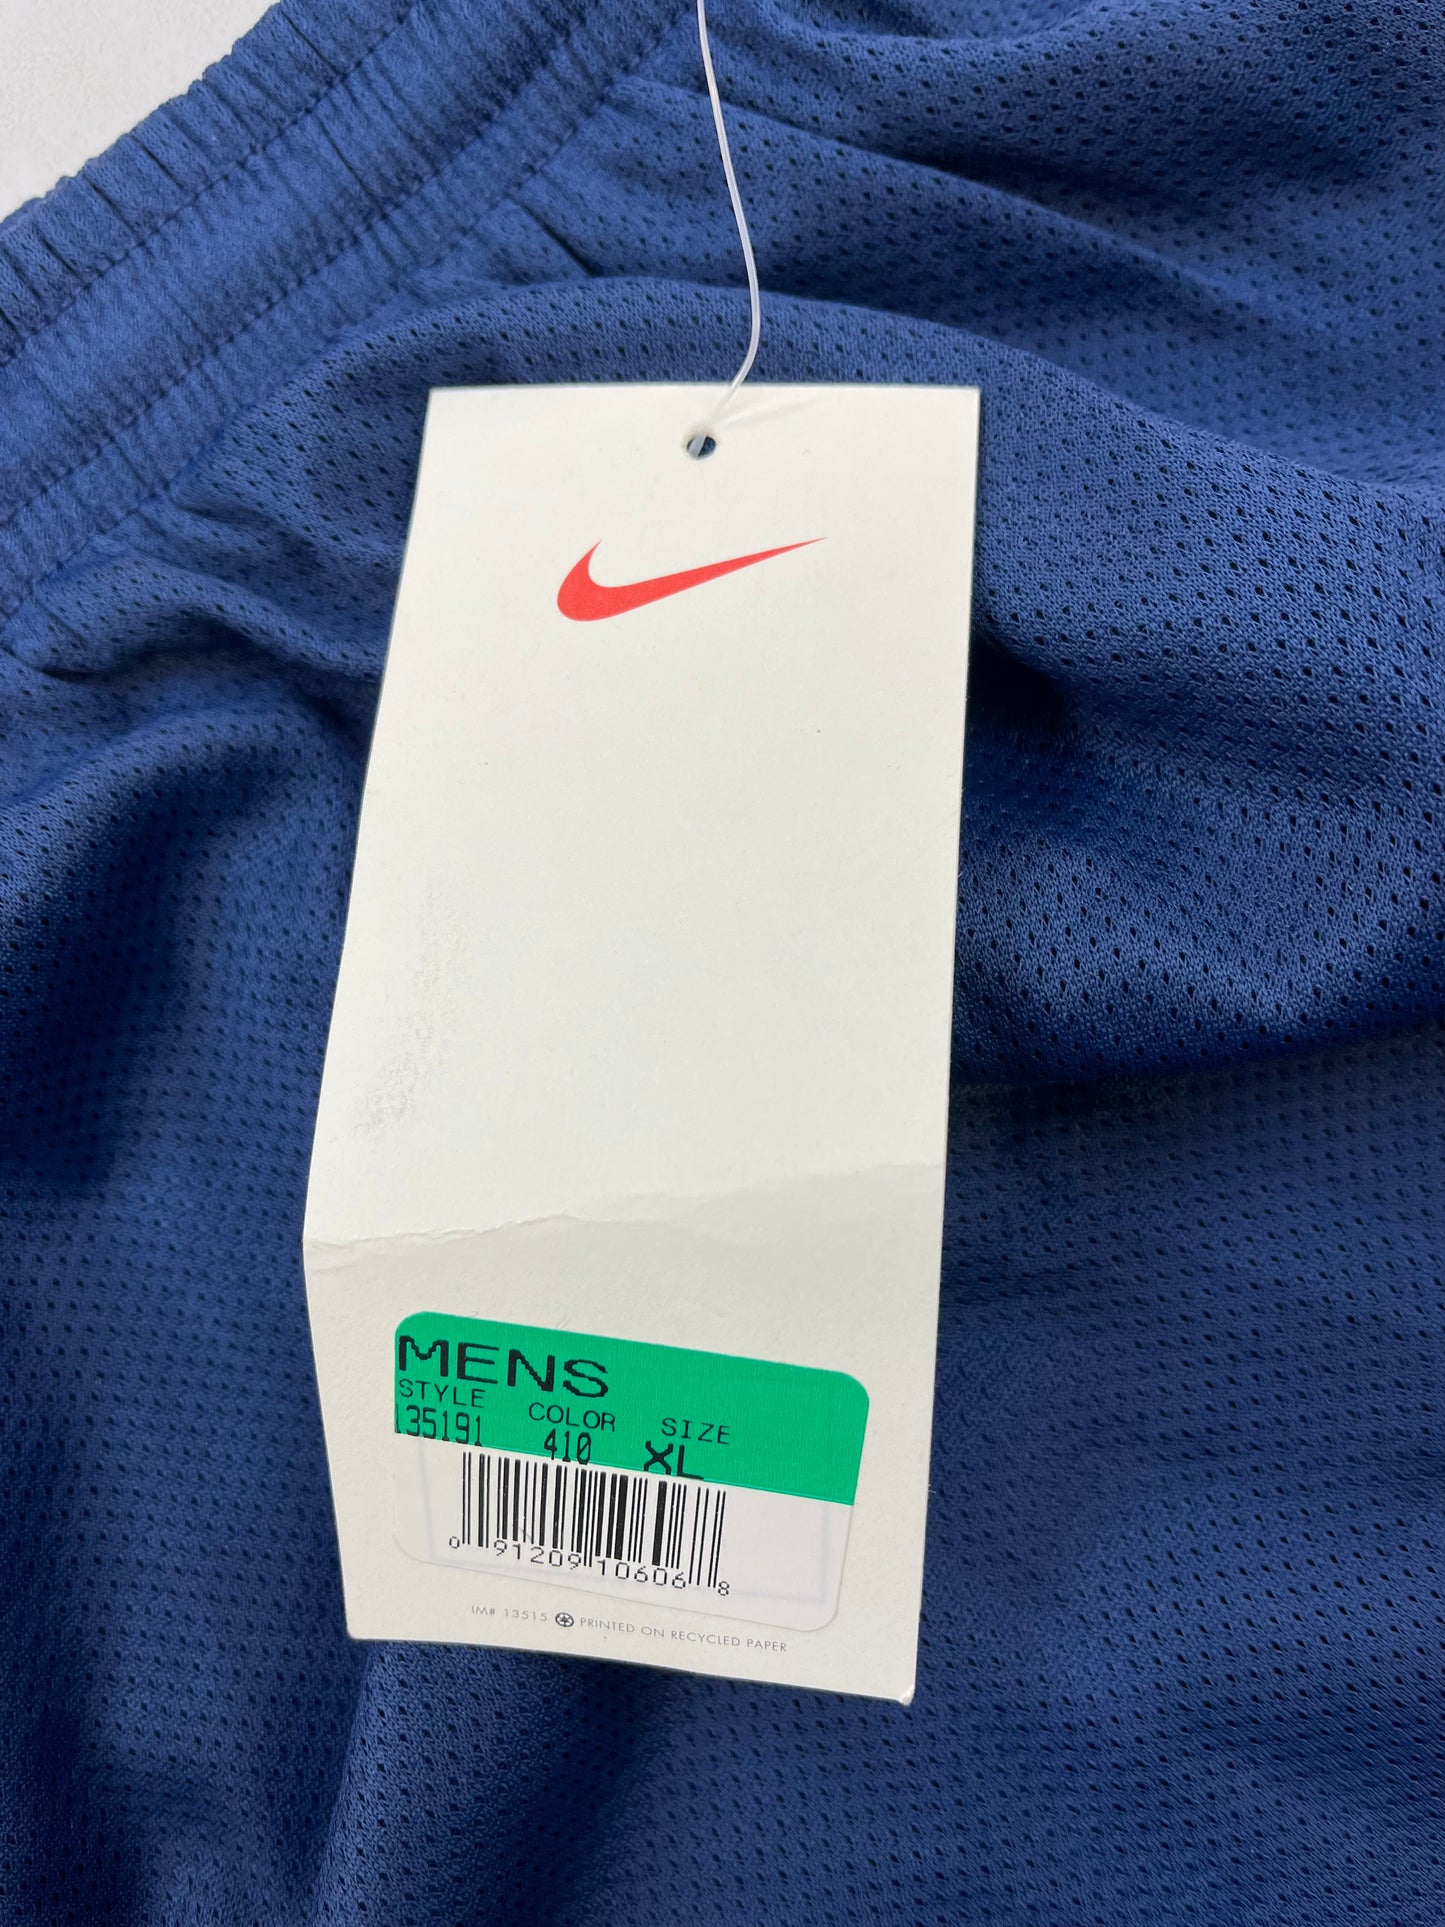 MENS
STYLE COLOR SIZE
135191 410 XL
0 91209 10606 8
IM# 13515 PRINTED ON RECYCLED PAPER